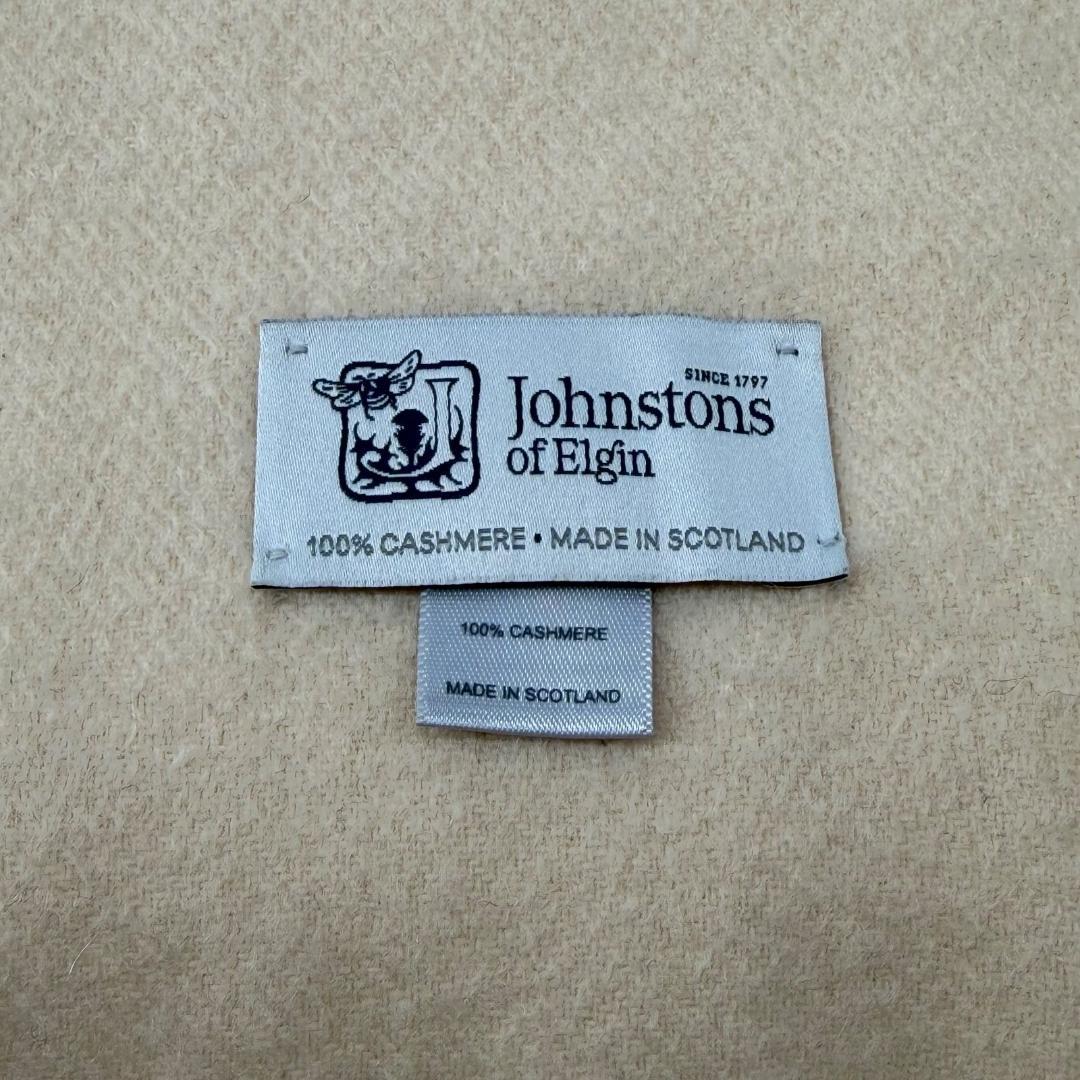 SINCE 1797
Johnstons
of Elgin
100% CASHMERE • MADE IN SCOTLAND
100% CASHMERE
MADE IN SCOTLAND